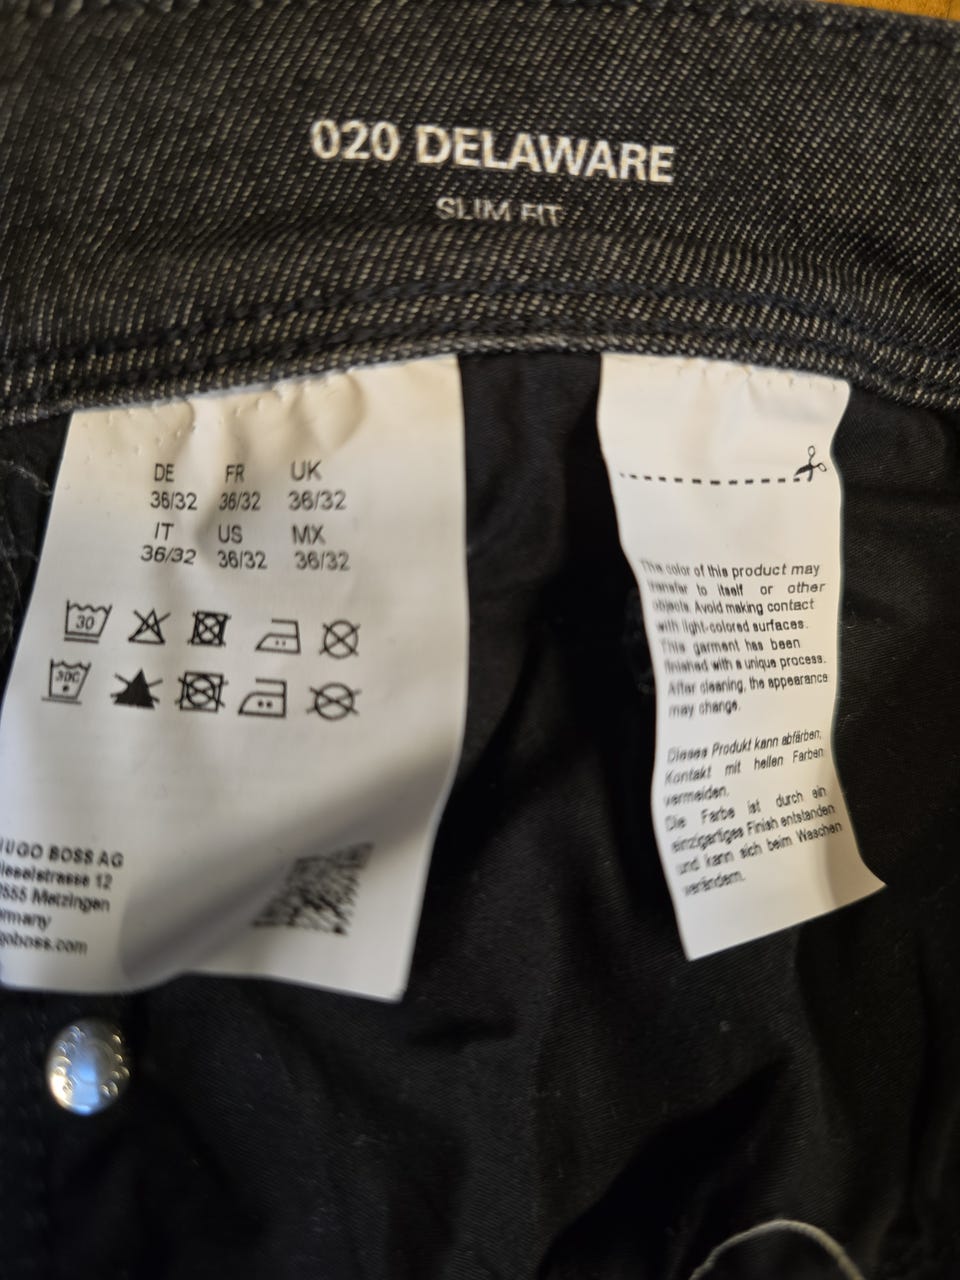 020 DELAWARE
SLIM FIT
DE FR UK
36/32 36/32 36/32
IT US MX
36/32 36/32 36/32
30
30C
HUGO BOSS AG
Dieselstrasse 12
Metzingen
The color of this product may
transfer to itself or other
objects. Avoid making contact
with light-colored surfaces.
This garment has been
finished with a unique process.
After cleaning, the appearance
may change.
Dieses Produkt kann abfärben;
Kontakt mit hellen Farben
vermeiden.
Die Farbe ist durch ein
einzigartiges Finish entstanden
und kann sich beim Waschen
verändern.